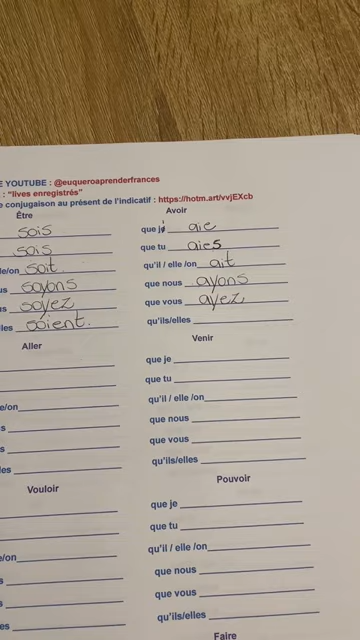 E YOUTUBE : @euqueroaprenderfrances
: "lives enregistrés"
e conjugaison au présent de l'indicatif : https://hotm.art/vvjEXcb
Être
sois
sois
le/on soit
us soyons
us soyez
les soient.
Avoir
que j' aie
que tu aies
qu'il / elle /on ait
que nous ayons
que vous ayez,
qu'ils/elles
Aller
e/on
s
s
les
Venir
que je
que tu
qu'il / elle /on
que nous
que vous
qu'ils/elles
Vouloir
e/on
s
s
es
Pouvoir
que je
que tu
qu'il / elle /on
que nous
que vous
qu'ils/elles
Faire